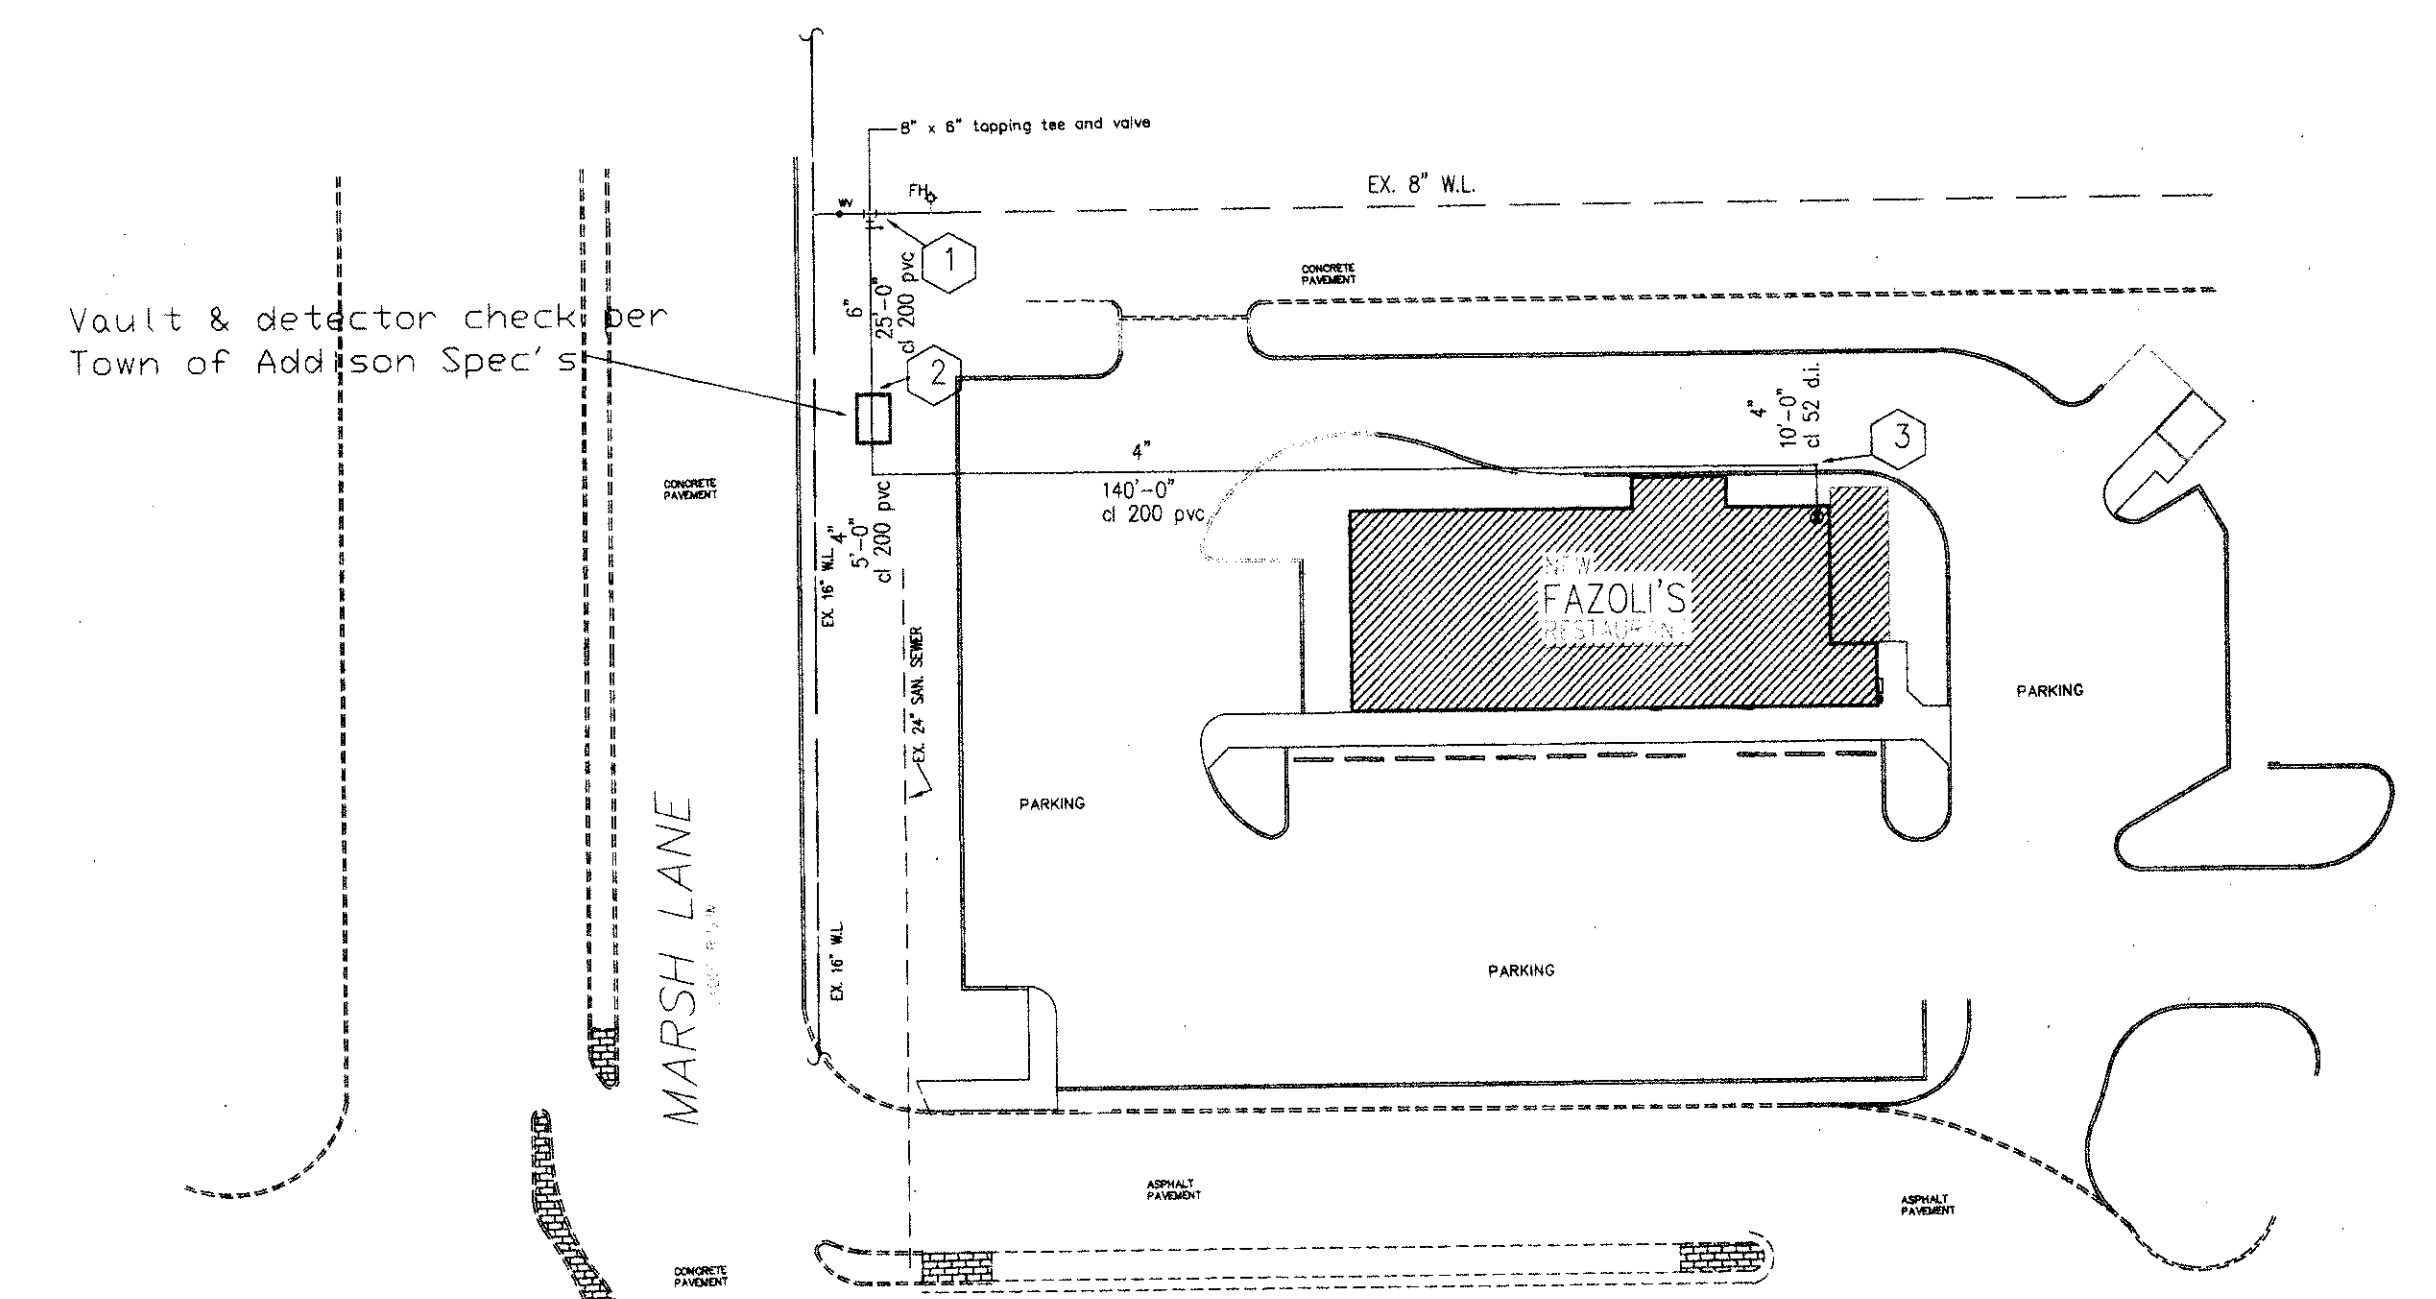 8" x 6" tapping tee and valve
EX. 8" W.L.
FH
WV
1
6"
25'-0"
cl 200 pvc
CONCRETE
PAVEMENT
Vault & detector check per
Town of Addison Spec's
2
4"
10'-0"
cl 52 d.i.
3
4"
140'-0"
cl 200 pvc
CONCRETE
PAVEMENT
4"
5'-0"
cl 200 pvc
EX. 16" W.L.
NEW
FAZOLI'S
RESTAURANT
EX. 24" SAN. SEWER
PARKING
PARKING
MARSH LANE
EX. 16" W.L.
PARKING
ASPHALT
PAVEMENT
ASPHALT
PAVEMENT
CONCRETE
PAVEMENT